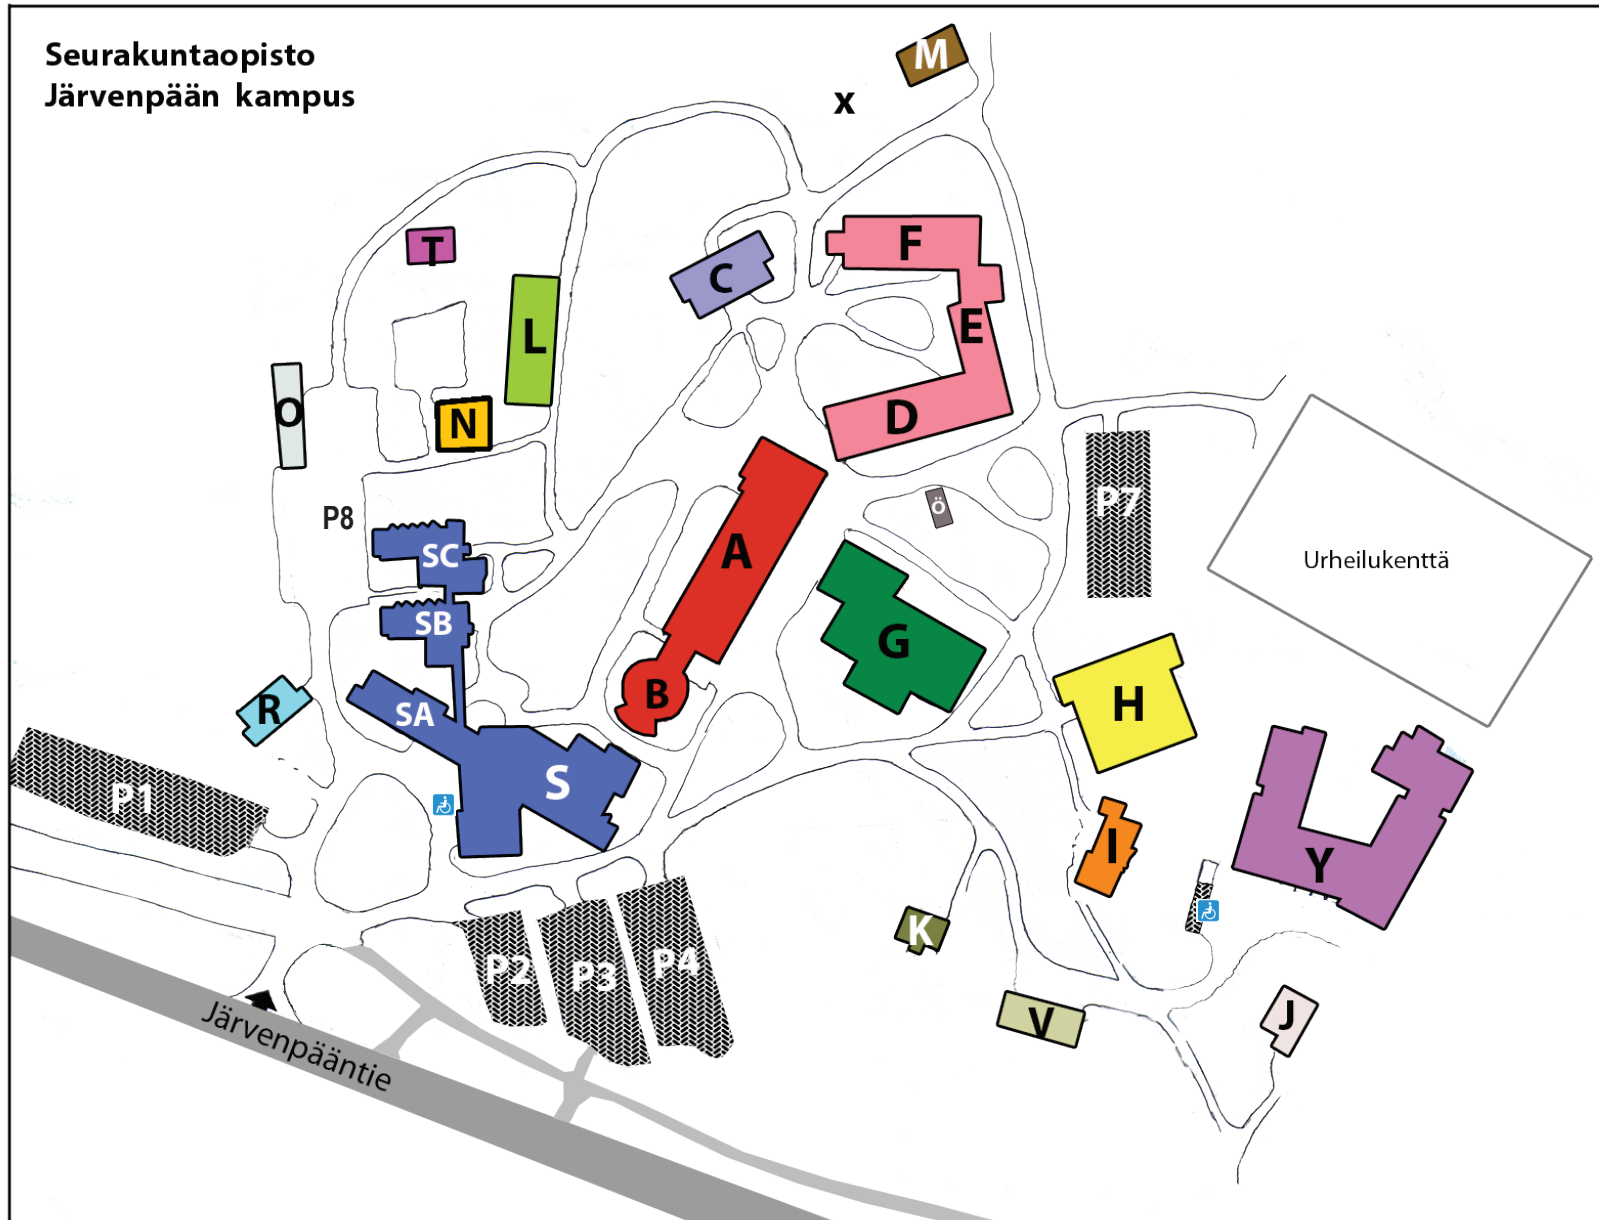 Seurakuntaopisto
Järvenpään kampus
M
x
T
F
C
E
L
O
N
D
P8
P7
SC
A
Ö
Urheilukenttä
SB
G
R
SA
B
H
S
P1
I
Y
K
P2
P3
P4
V
J
Järvenpääntie